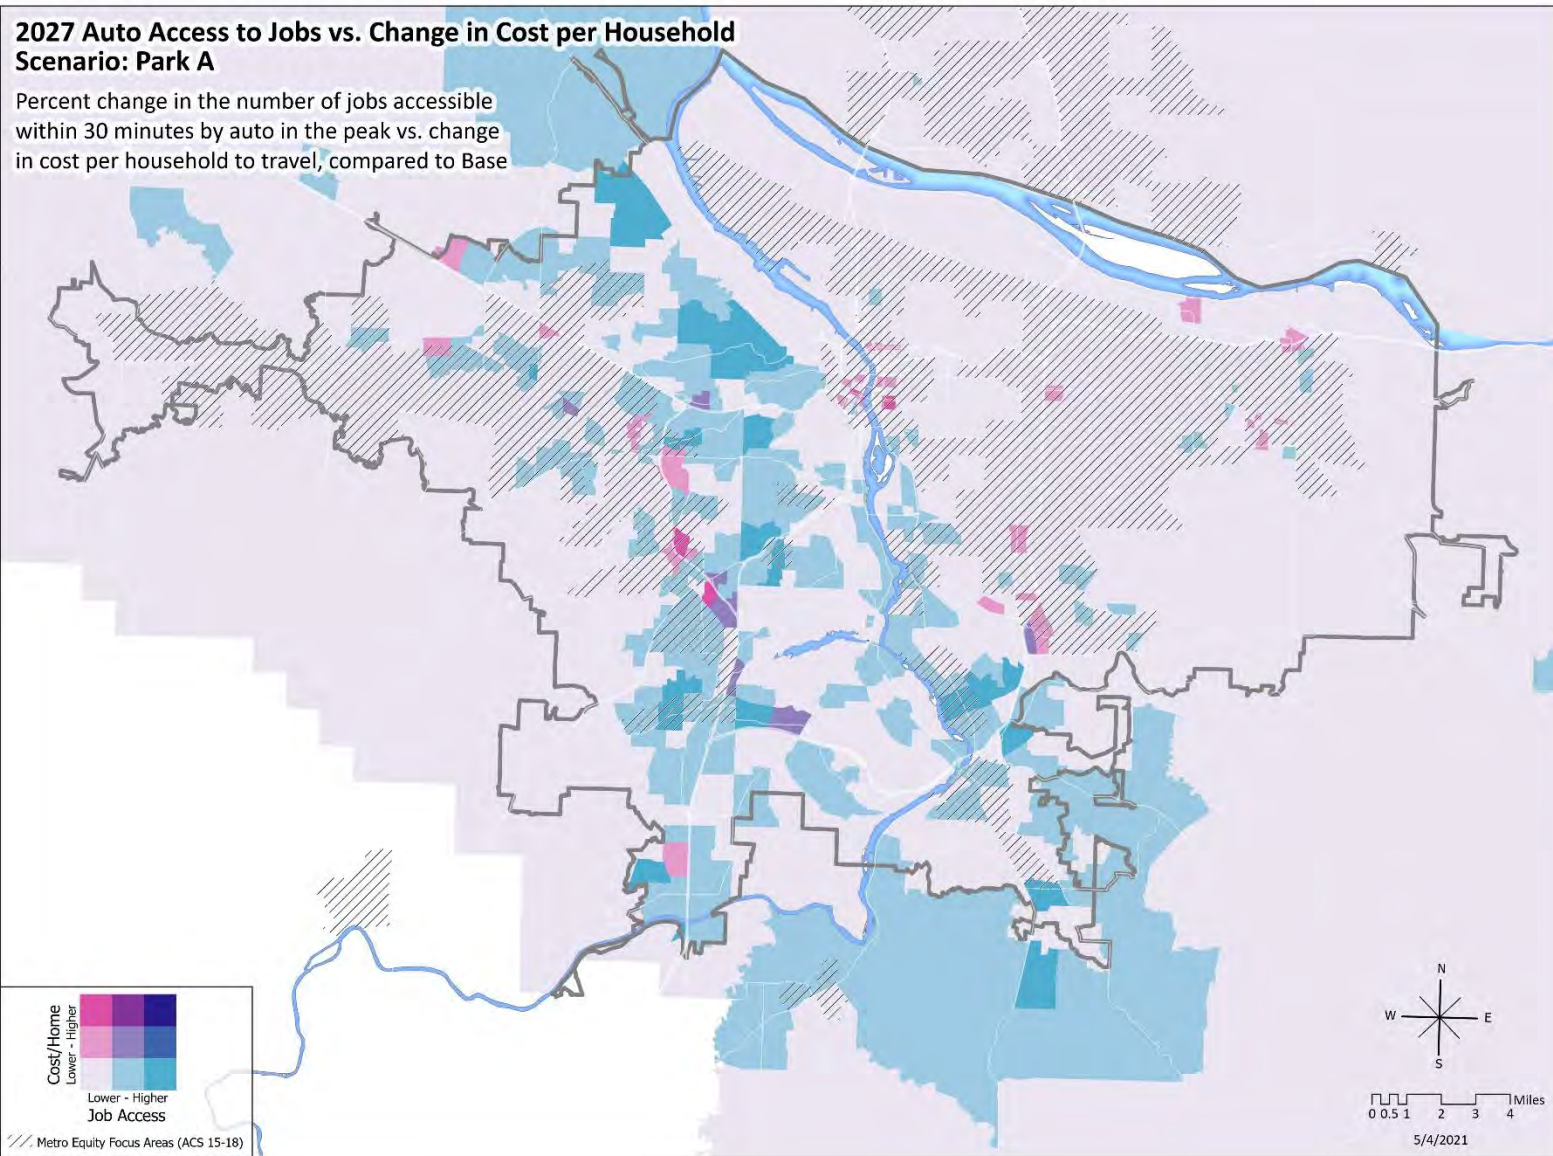 2027 Auto Access to Jobs vs. Change in Cost per Household
Scenario: Park A
Percent change in the number of jobs accessible
within 30 minutes by auto in the peak vs. change
in cost per household to travel, compared to Base
Cost/Home
Lower - Higher
Lower - Higher
Job Access
Metro Equity Focus Areas (ACS 15-18)
N
W E
S
Miles
0 0.5 1 2 3 4
5/4/2021